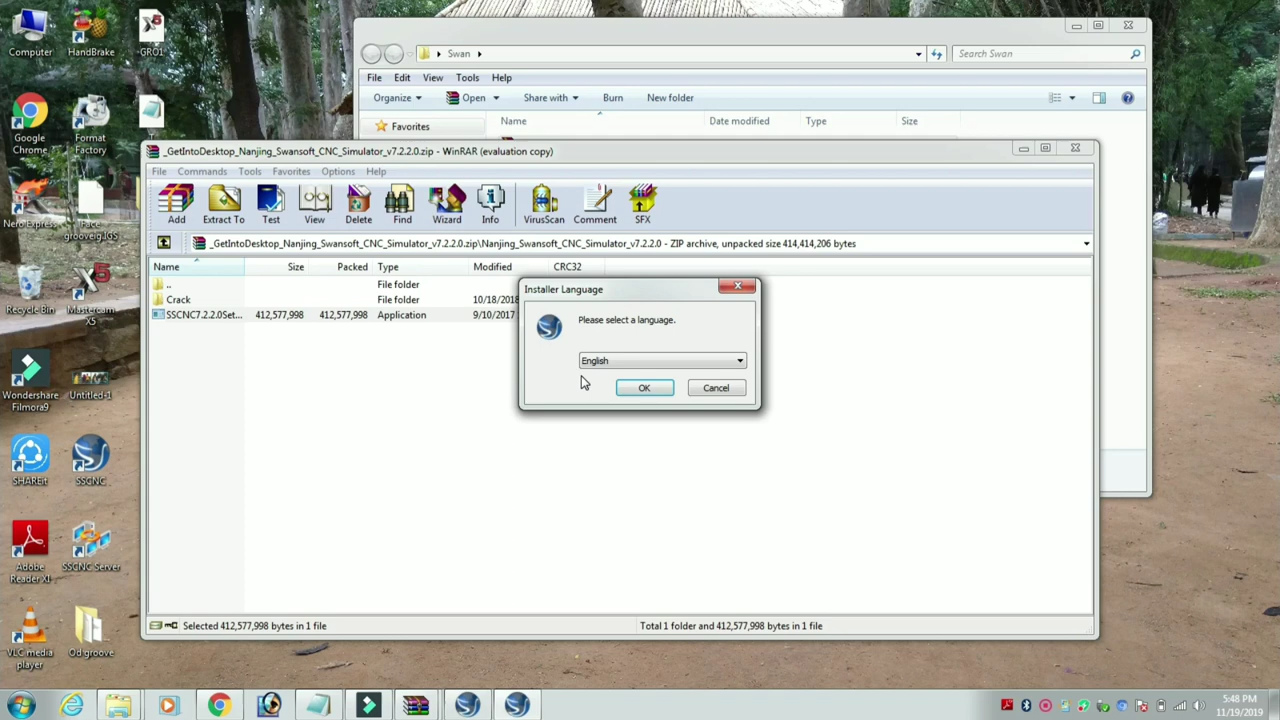 Computer
HandBrake
GRO1
Google
Chrome
Format
Factory
Nero Express
Face
grooveig.IGS
Recycle Bin
Mastercam
X5
Wondershare
Filmora9
Untitled-1
SHAREit
SSCNC
Adobe
Reader XI
SSCNC Server
VLC media
player
Od groove
Swan
Search Swan
File Edit View Tools Help
Organize Open Share with Burn New folder
Favorites
Name Date modified Type Size
_GetIntoDesktop_Nanjing_Swansoft_CNC_Simulator_v7.2.2.0.zip - WinRAR (evaluation copy)
File Commands Tools Favorites Options Help
Add Extract To Test View Delete Find Wizard Info VirusScan Comment SFX
_GetIntoDesktop_Nanjing_Swansoft_CNC_Simulator_v7.2.2.0.zip\Nanjing_Swansoft_CNC_Simulator_v7.2.2.0 - ZIP archive, unpacked size 414,414,206 bytes
Name Size Packed Type Modified CRC32
.. File folder
Crack File folder 10/18/2018
SSCNC7.2.2.0Set... 412,577,998 412,577,998 Application 9/10/2017
Installer Language
Please select a language.
English
OK Cancel
Selected 412,577,998 bytes in 1 file
Total 1 folder and 412,577,998 bytes in 1 file
5:48 PM
11/19/2019